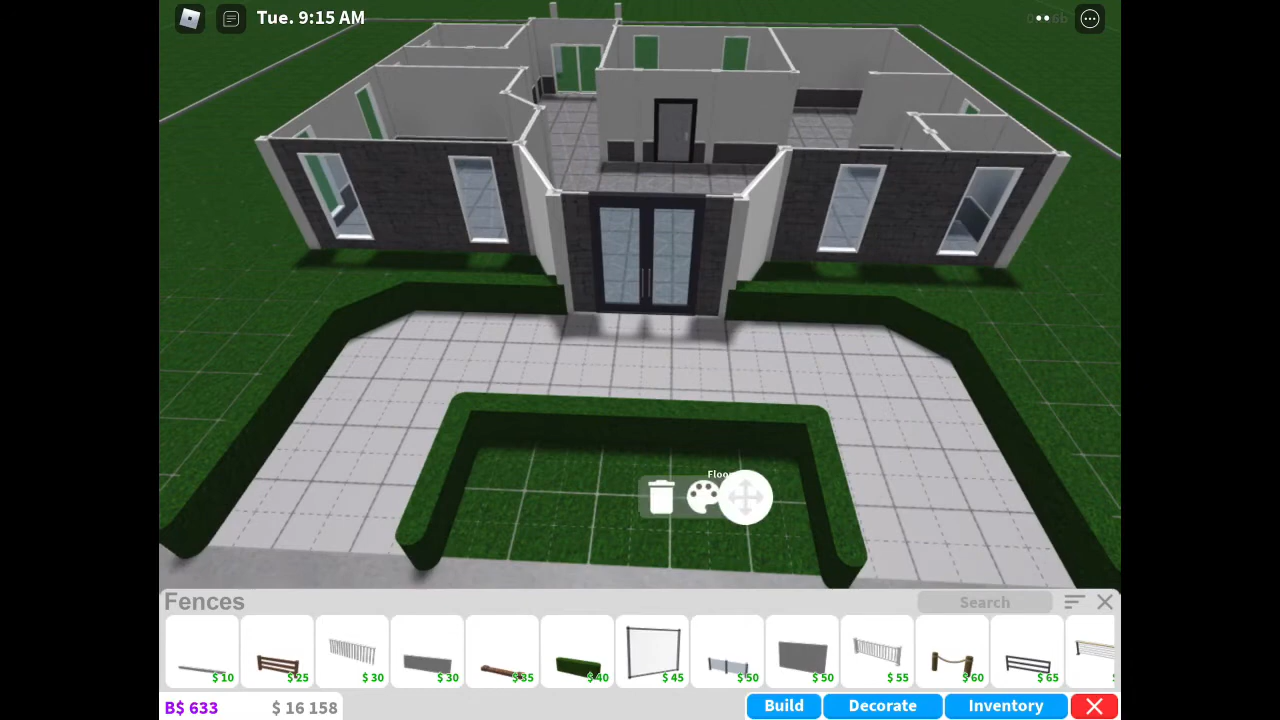 Tue. 9:15 AM
Floor
Fences
Search
$ 10
$ 25
$ 30
$ 30
$ 35
$ 40
$ 45
$ 50
$ 50
$ 55
$ 60
$ 65
B$ 633
$ 16 158
Build
Decorate
Inventory